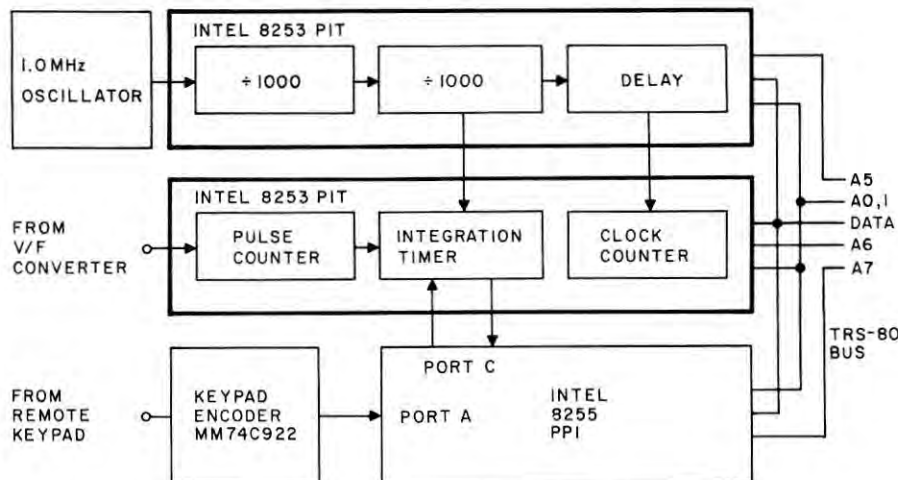 INTEL 8253 PIT
1.0 MHz
OSCILLATOR
÷1000
÷1000
DELAY
INTEL 8253 PIT
FROM
V/F
CONVERTER
PULSE
COUNTER
INTEGRATION
TIMER
CLOCK
COUNTER
A5
A0,1
DATA
A6
A7
TRS-80
BUS
FROM
REMOTE
KEYPAD
KEYPAD
ENCODER
MM74C922
PORT C
PORT A
INTEL
8255
PPI